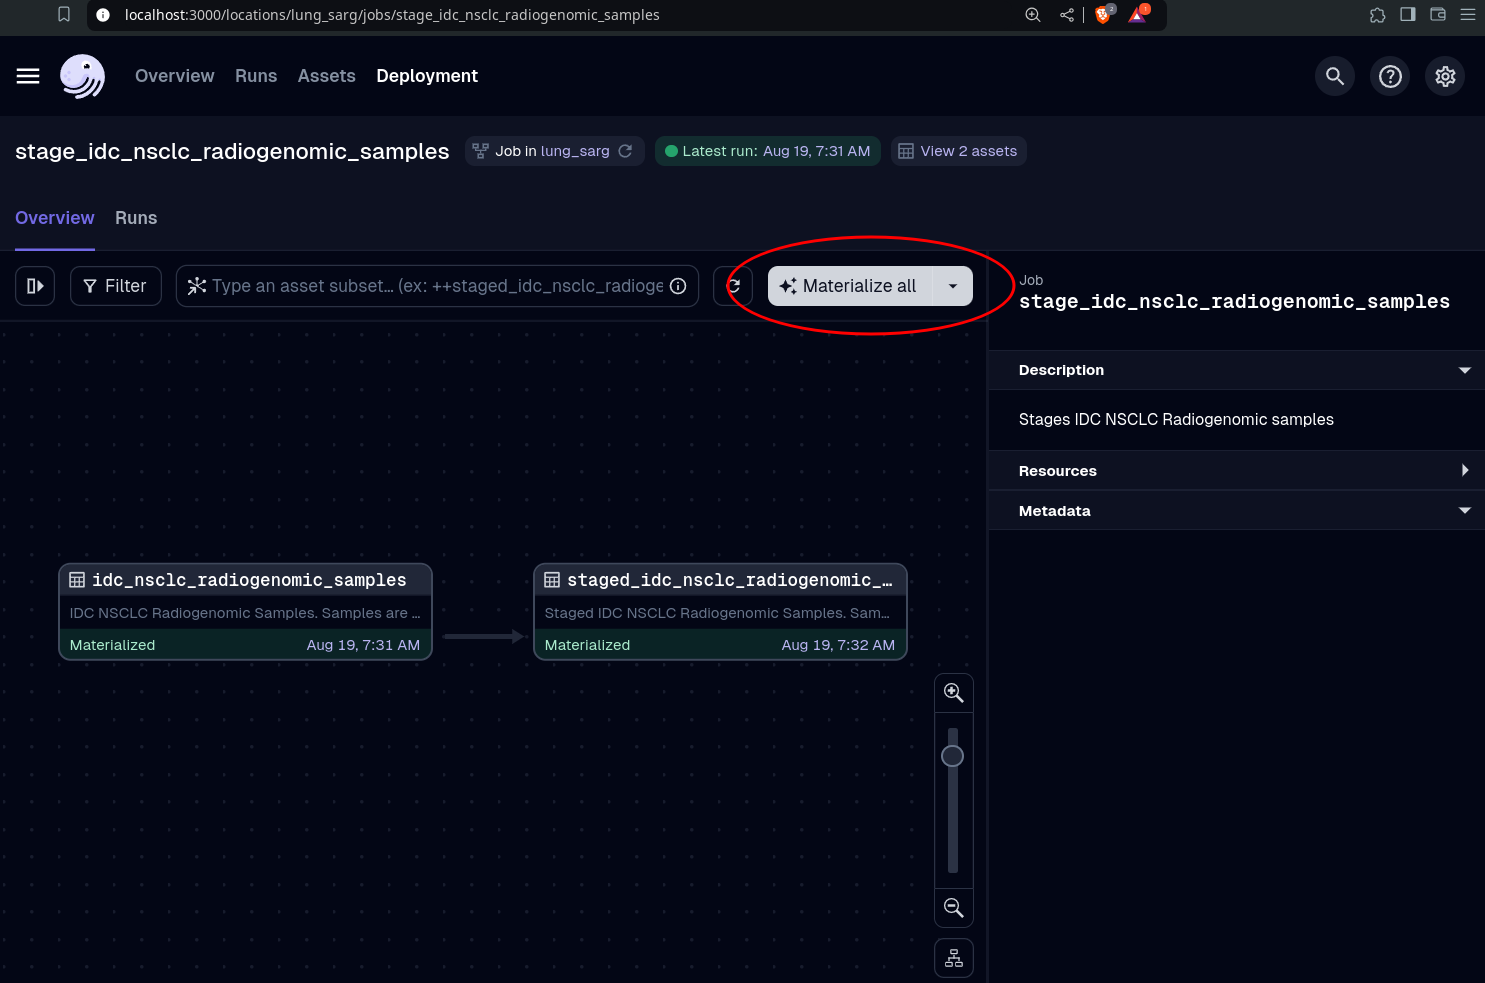 localhost:3000/locations/lung_sarg/jobs/stage_idc_nsclc_radiogenomic_samples
2
1
Overview Runs Assets Deployment
stage_idc_nsclc_radiogenomic_samples
Job in lung_sarg
Latest run: Aug 19, 7:31 AM
View 2 assets
Overview Runs
Filter
Type an asset subset... (ex: ++staged_idc_nsclc_radioge
Materialize all
idc_nsclc_radiogenomic_samples
IDC NSCLC Radiogenomic Samples. Samples are ...
Materialized Aug 19, 7:31 AM
staged_idc_nsclc_radiogenomic_...
Staged IDC NSCLC Radiogenomic Samples. Sam...
Materialized Aug 19, 7:32 AM
Job
stage_idc_nsclc_radiogenomic_samples
Description
Stages IDC NSCLC Radiogenomic samples
Resources
Metadata